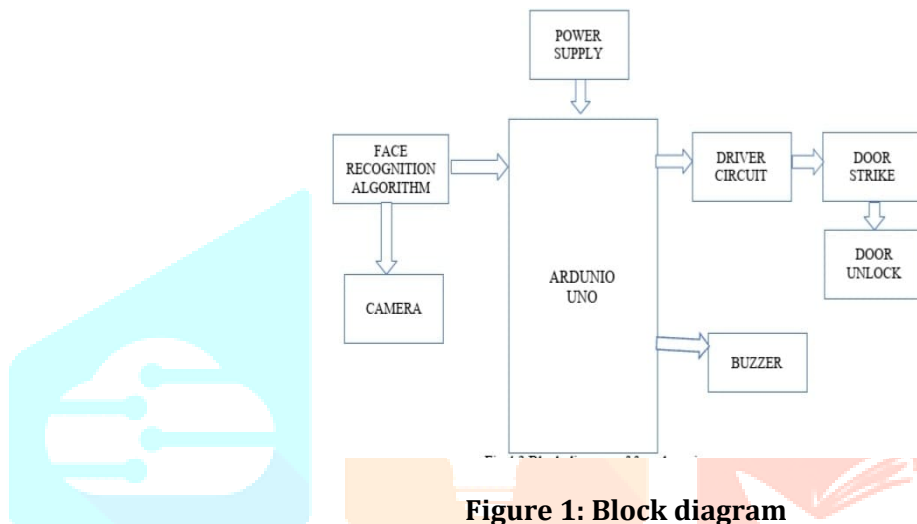 POWER
SUPPLY
FACE
RECOGNITION
ALGORITHM
DRIVER
CIRCUIT
DOOR
STRIKE
DOOR
UNLOCK
ARDUNIO
UNO
CAMERA
BUZZER
Figure 1: Block diagram